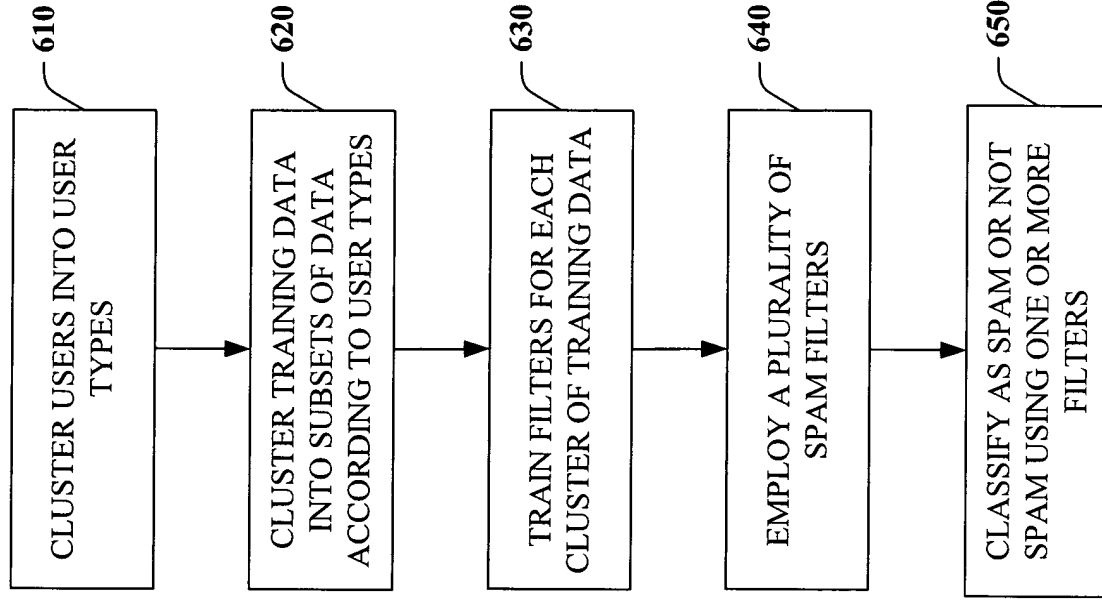 610
CLUSTER USERS INTO USER
TYPES
620
CLUSTER TRAINING DATA
INTO SUBSETS OF DATA
ACCORDING TO USER TYPES
630
TRAIN FILTERS FOR EACH
CLUSTER OF TRAINING DATA
640
EMPLOY A PLURALITY OF
SPAM FILTERS
650
CLASSIFY AS SPAM OR NOT
SPAM USING ONE OR MORE
FILTERS